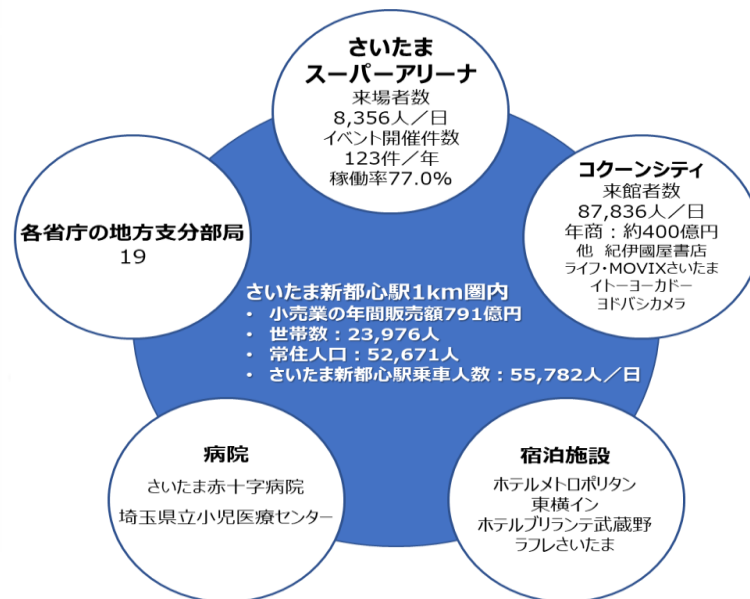 さいたま
スーパーアリーナ
来場者数
8,356人／日
イベント開催件数
123件／年
稼働率77.0%
コクーンシティ
来館者数
87,836人／日
年商：約400億円
他 紀伊國屋書店
ライフ・MOVIXさいたま
イトーヨーカドー
ヨドバシカメラ
各省庁の地方支分部局
19
さいたま新都心駅1km圏内
• 小売業の年間販売額791億円
• 世帯数：23,976人
• 常住人口：52,671人
• さいたま新都心駅乗車人数：55,782人／日
病院
さいたま赤十字病院
埼玉県立小児医療センター
宿泊施設
ホテルメトロポリタン
東横イン
ホテルブリランテ武蔵野
ラフレさいたま